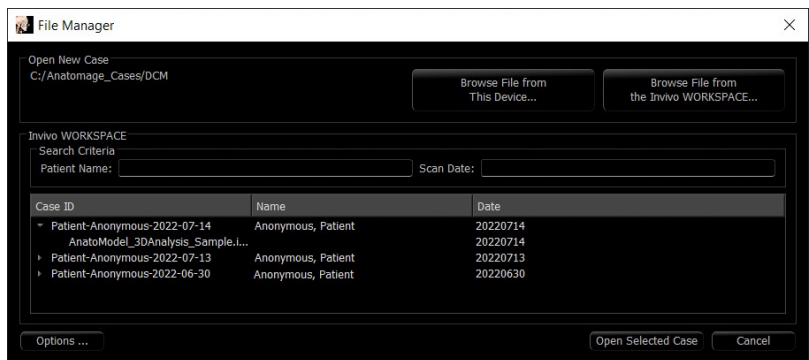 File Manager
Open New Case
C:/Anatomage_Cases/DCM
Browse File from
This Device...
Browse File from
the Invivo WORKSPACE...
Invivo WORKSPACE
Search Criteria
Patient Name:
Scan Date:
Case ID Name Date
Patient-Anonymous-2022-07-14 Anonymous, Patient 20220714
AnatoModel_3DAnalysis_Sample.i... 20220714
Patient-Anonymous-2022-07-13 Anonymous, Patient 20220713
Patient-Anonymous-2022-06-30 Anonymous, Patient 20220630
Options ...
Open Selected Case
Cancel